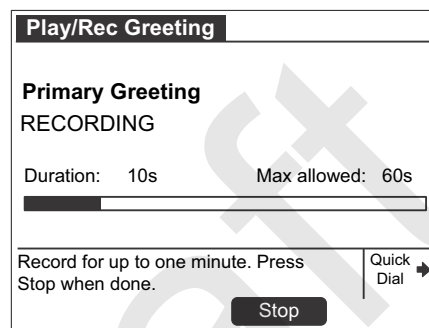 Play/Rec Greeting
Primary Greeting
RECORDING
Duration: 10s Max allowed: 60s
Record for up to one minute. Press
Stop when done.
Quick
Dial
Stop